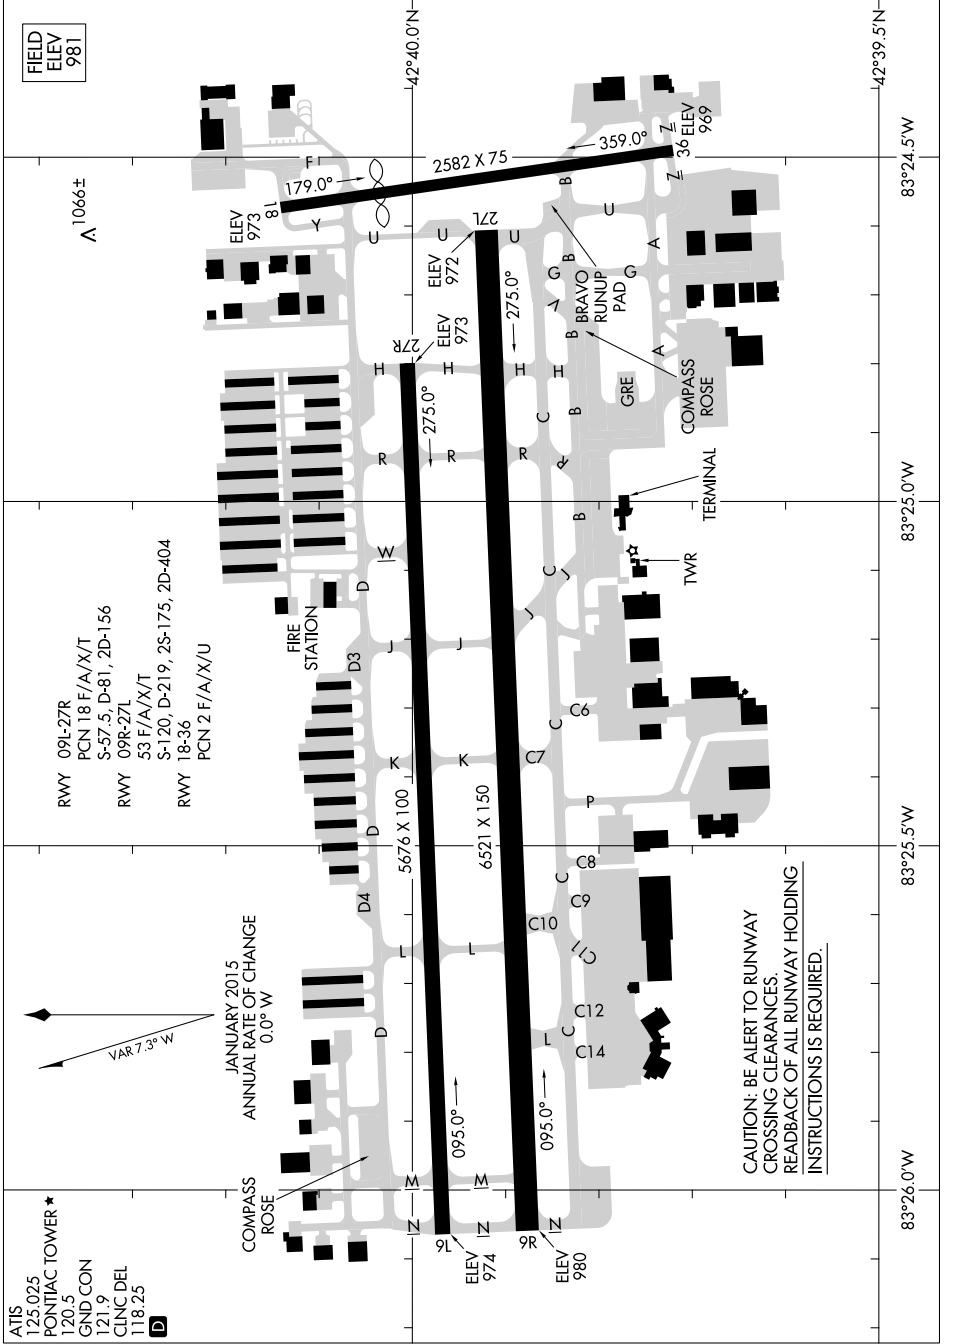 ATIS
125.025
PONTIAC TOWER ★
120.5
GND CON
121.9
CLNC DEL
118.25
D
JANUARY 2015
ANNUAL RATE OF CHANGE
0.0° W
VAR 7.3° W
RWY 09L-27R
PCN 18 F/A/X/T
S-57.5, D-81, 2D-156
RWY 09R-27L
53 F/A/X/T
S-120, D-219, 2S-175, 2D-404
RWY 18-36
PCN 2 F/A/X/U
1066±
FIELD
ELEV
981
COMPASS
ROSE
FIRE
STATION
ELEV
973
18
179.0°
F
Y
U
2582 X 75
359.0°
36
ELEV
969
Z
Z
D
D4
D
D3
D
W
L
K
J
R
H
N
M
9L
ELEV
974
095.0°
5676 X 100
275.0°
27R
ELEV
973
N
M
L
K
J
R
H
U
9R
ELEV
980
095.0°
6521 X 150
275.0°
27L
ELEV
972
N
L
C10
C7
J
R
H
U
C
C
C
C
C
C14
C12
C11
C9
C8
P
C6
J
B
P
B
H
B
V
G
B
B
BRAVO
RUNUP
PAD
G
U
A
A
GRE
COMPASS
ROSE
TERMINAL
TWR
CAUTION: BE ALERT TO RUNWAY
CROSSING CLEARANCES.
READBACK OF ALL RUNWAY HOLDING
INSTRUCTIONS IS REQUIRED.
42°40.0'N
42°39.5'N
83°26.0'W
83°25.5'W
83°25.0'W
83°24.5'W